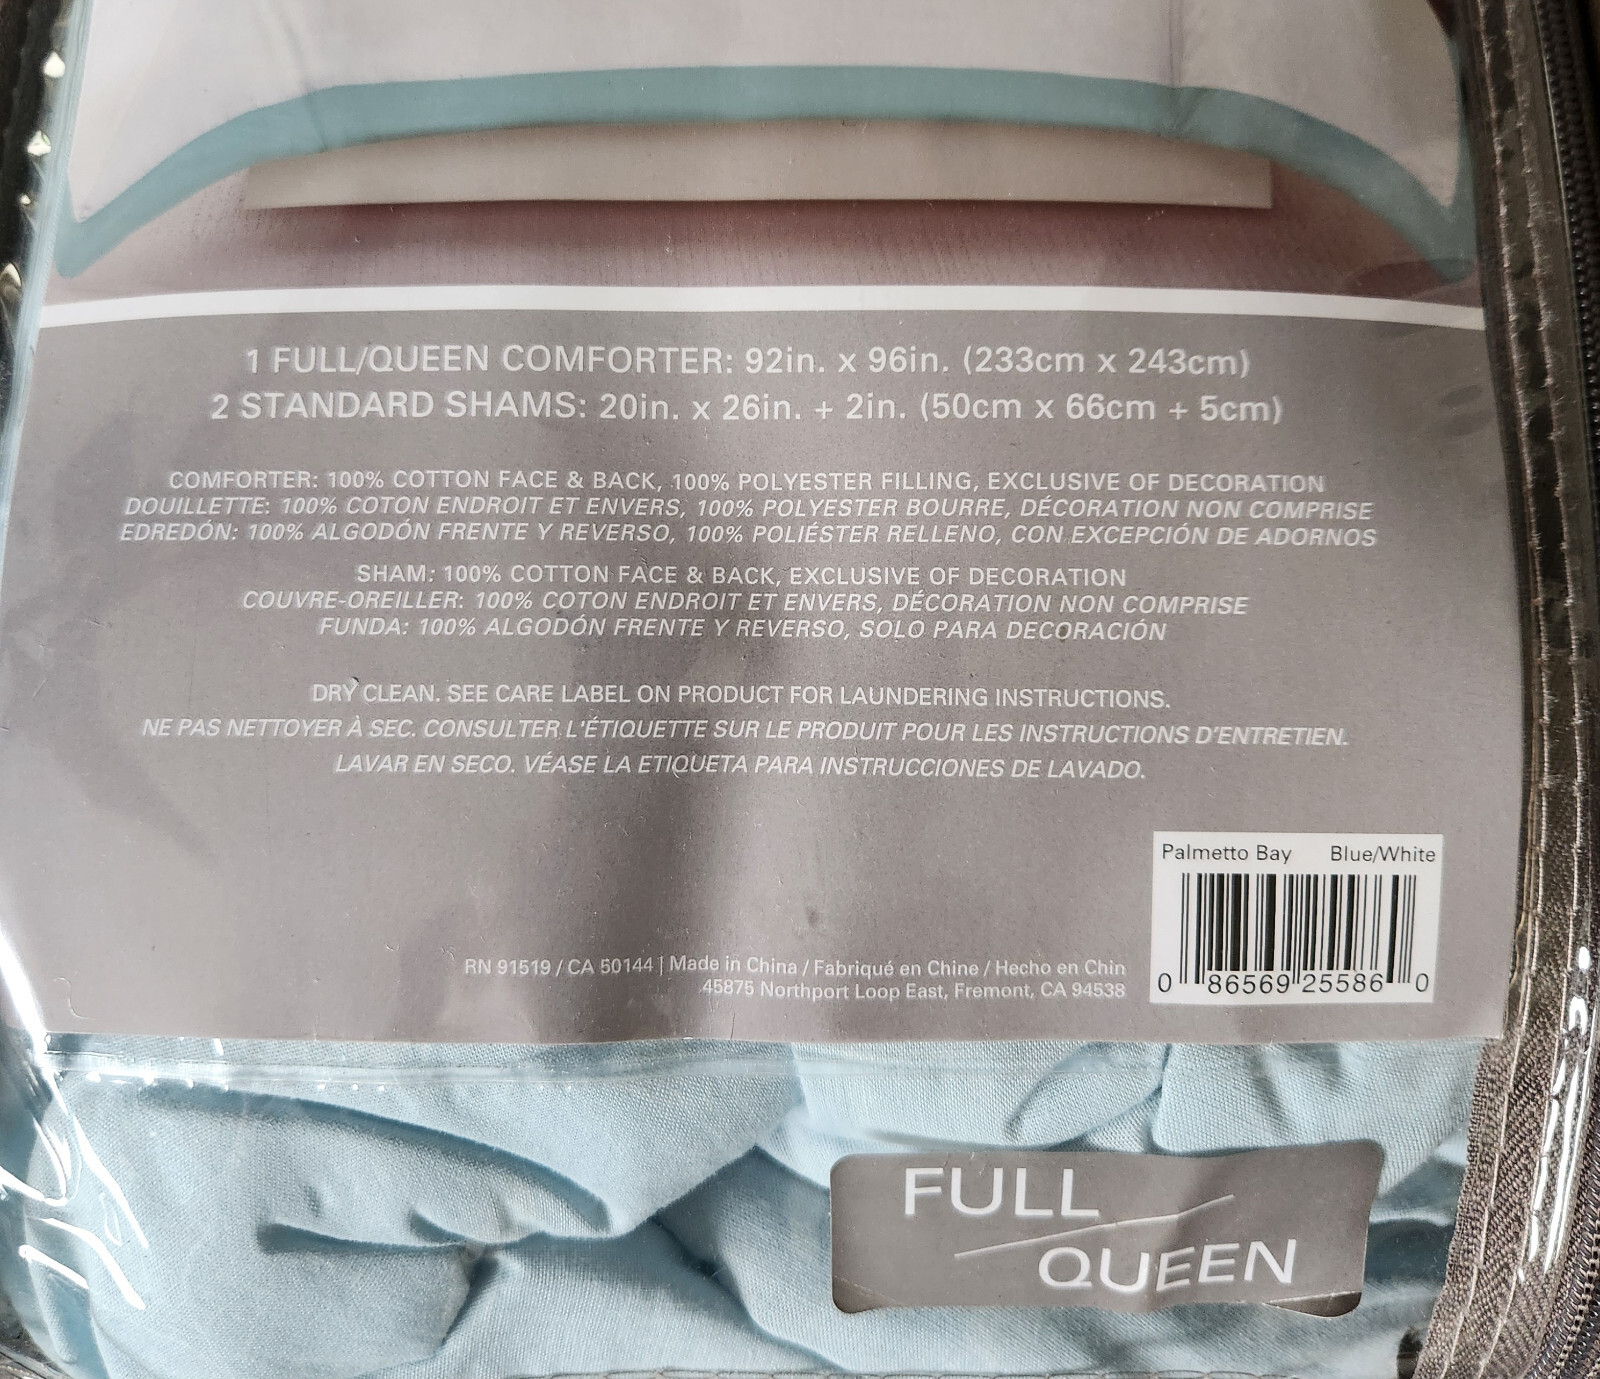 1 FULL/QUEEN COMFORTER: 92in. x 96in. (233cm x 243cm)
2 STANDARD SHAMS: 20in. x 26in. + 2in. (50cm x 66cm + 5cm)
COMFORTER: 100% COTTON FACE & BACK, 100% POLYESTER FILLING, EXCLUSIVE OF DECORATION
DOUILLETTE: 100% COTON ENDROIT ET ENVERS, 100% POLYESTER BOURRE, DÉCORATION NON COMPRISE
EDREDÓN: 100% ALGODÓN FRENTE Y REVERSO, 100% POLIÉSTER RELLENO, CON EXCEPCIÓN DE ADORNOS
SHAM: 100% COTTON FACE & BACK, EXCLUSIVE OF DECORATION
COUVRE-OREILLER: 100% COTON ENDROIT ET ENVERS, DÉCORATION NON COMPRISE
FUNDA: 100% ALGODÓN FRENTE Y REVERSO, SOLO PARA DECORACIÓN
DRY CLEAN. SEE CARE LABEL ON PRODUCT FOR LAUNDERING INSTRUCTIONS.
NE PAS NETTOYER À SEC. CONSULTER L'ÉTIQUETTE SUR LE PRODUIT POUR LES INSTRUCTIONS D'ENTRETIEN.
LAVAR EN SECO. VÉASE LA ETIQUETA PARA INSTRUCCIONES DE LAVADO.
Palmetto Bay Blue/White
0 86569 25586 0
RN 91519 / CA 50144 | Made in China / Fabriqué en Chine / Hecho en Chin
45875 Northport Loop East, Fremont, CA 94538
FULL
QUEEN